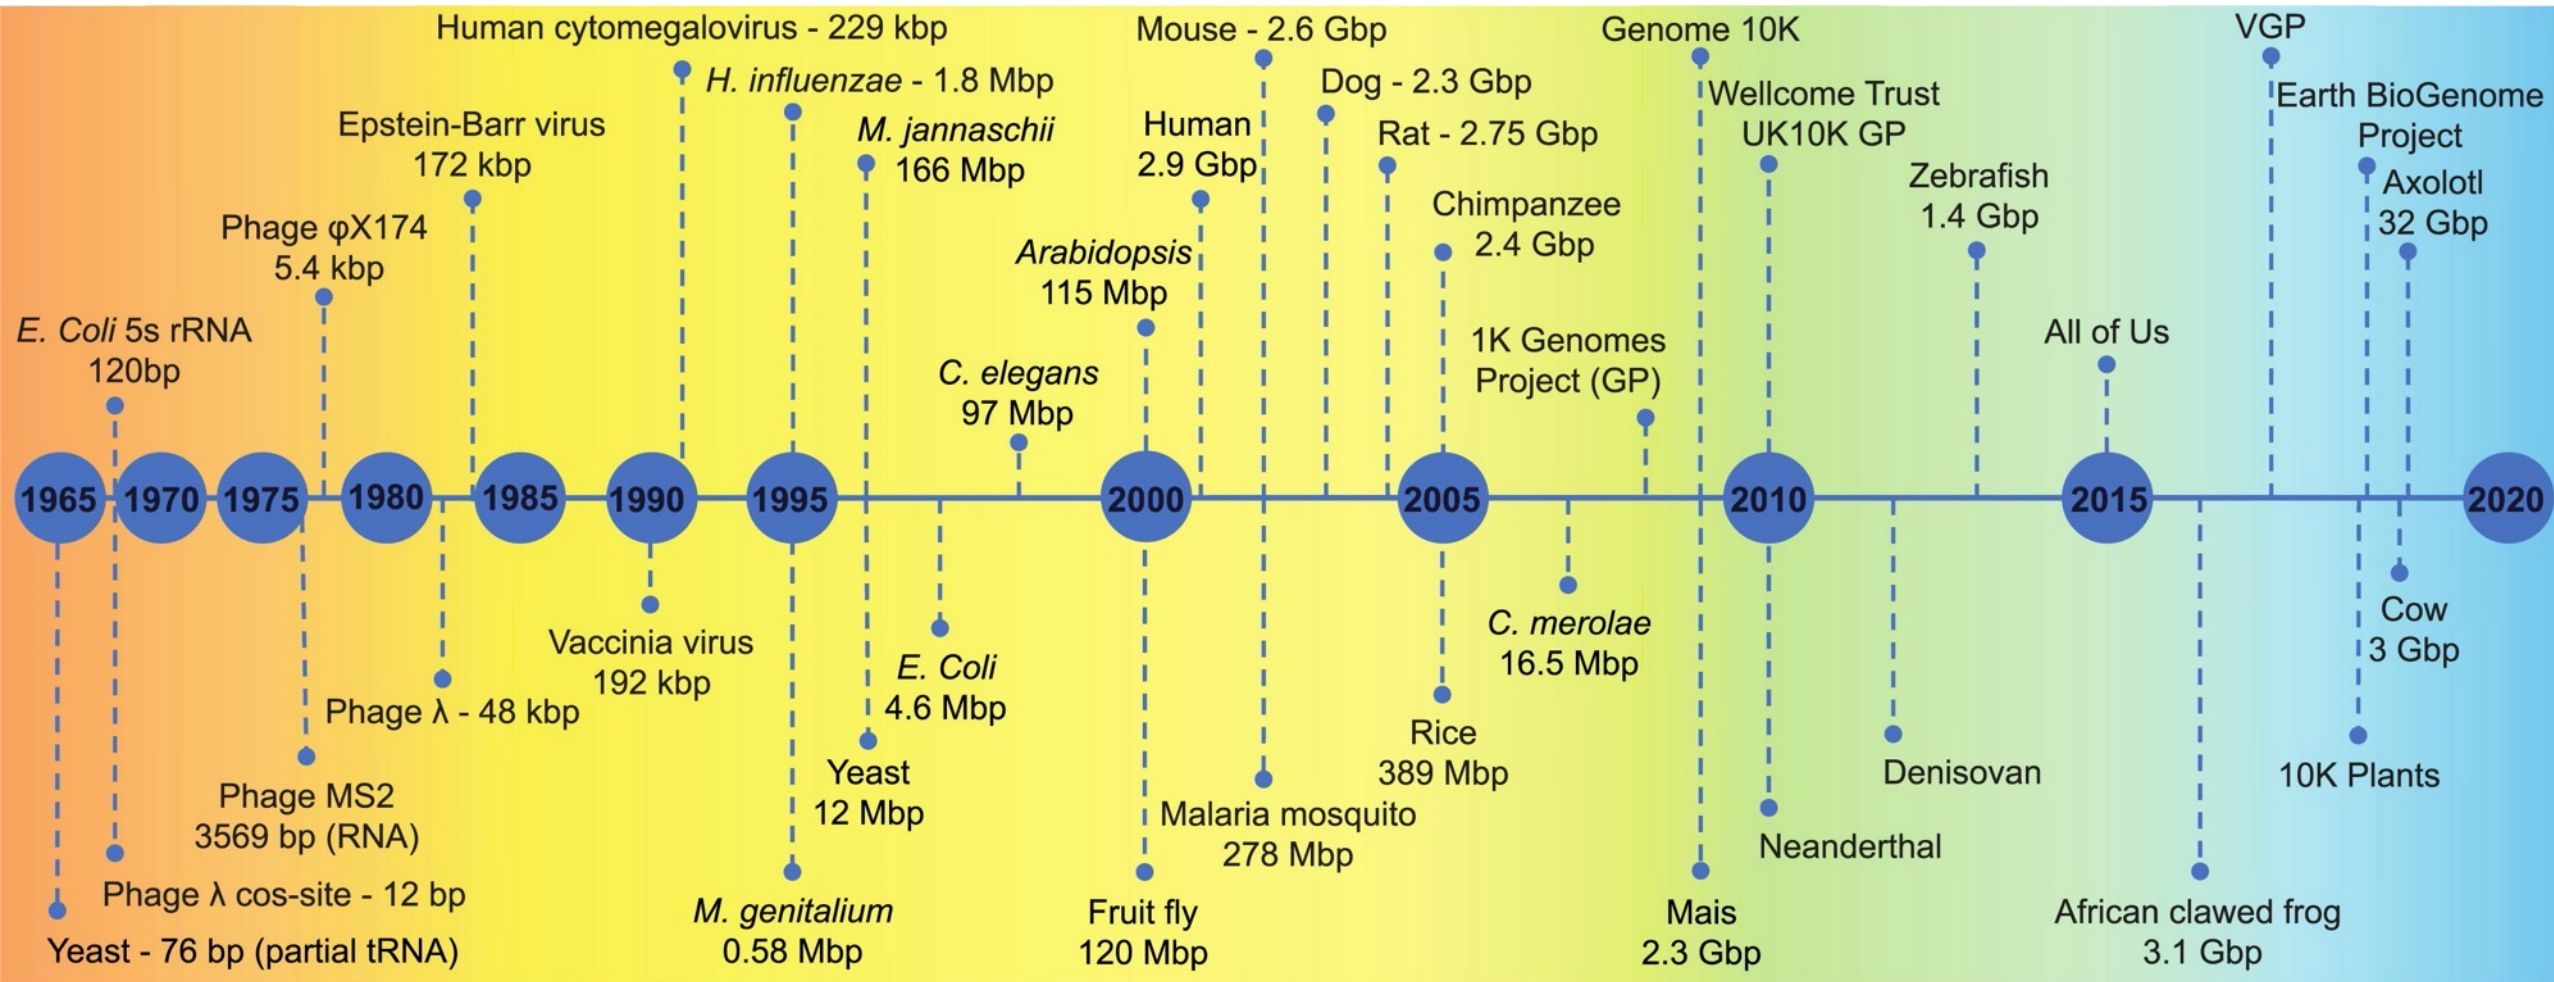 Human cytomegalovirus - 229 kbp
H. influenzae - 1.8 Mbp
M. jannaschii
166 Mbp
Epstein-Barr virus
172 kbp
Phage φX174
5.4 kbp
E. Coli 5s rRNA
120bp
C. elegans
97 Mbp
Arabidopsis
115 Mbp
Human
2.9 Gbp
Mouse - 2.6 Gbp
Dog - 2.3 Gbp
Rat - 2.75 Gbp
Chimpanzee
2.4 Gbp
1K Genomes
Project (GP)
Genome 10K
Wellcome Trust
UK10K GP
Zebrafish
1.4 Gbp
All of Us
VGP
Earth BioGenome
Project
Axolotl
32 Gbp
1965
1970
1975
1980
1985
1990
1995
2000
2005
2010
2015
2020
Yeast - 76 bp (partial tRNA)
Phage λ cos-site - 12 bp
Phage MS2
3569 bp (RNA)
Phage λ - 48 kbp
Vaccinia virus
192 kbp
M. genitalium
0.58 Mbp
Yeast
12 Mbp
E. Coli
4.6 Mbp
Fruit fly
120 Mbp
Malaria mosquito
278 Mbp
Rice
389 Mbp
C. merolae
16.5 Mbp
Mais
2.3 Gbp
Neanderthal
Denisovan
African clawed frog
3.1 Gbp
10K Plants
Cow
3 Gbp